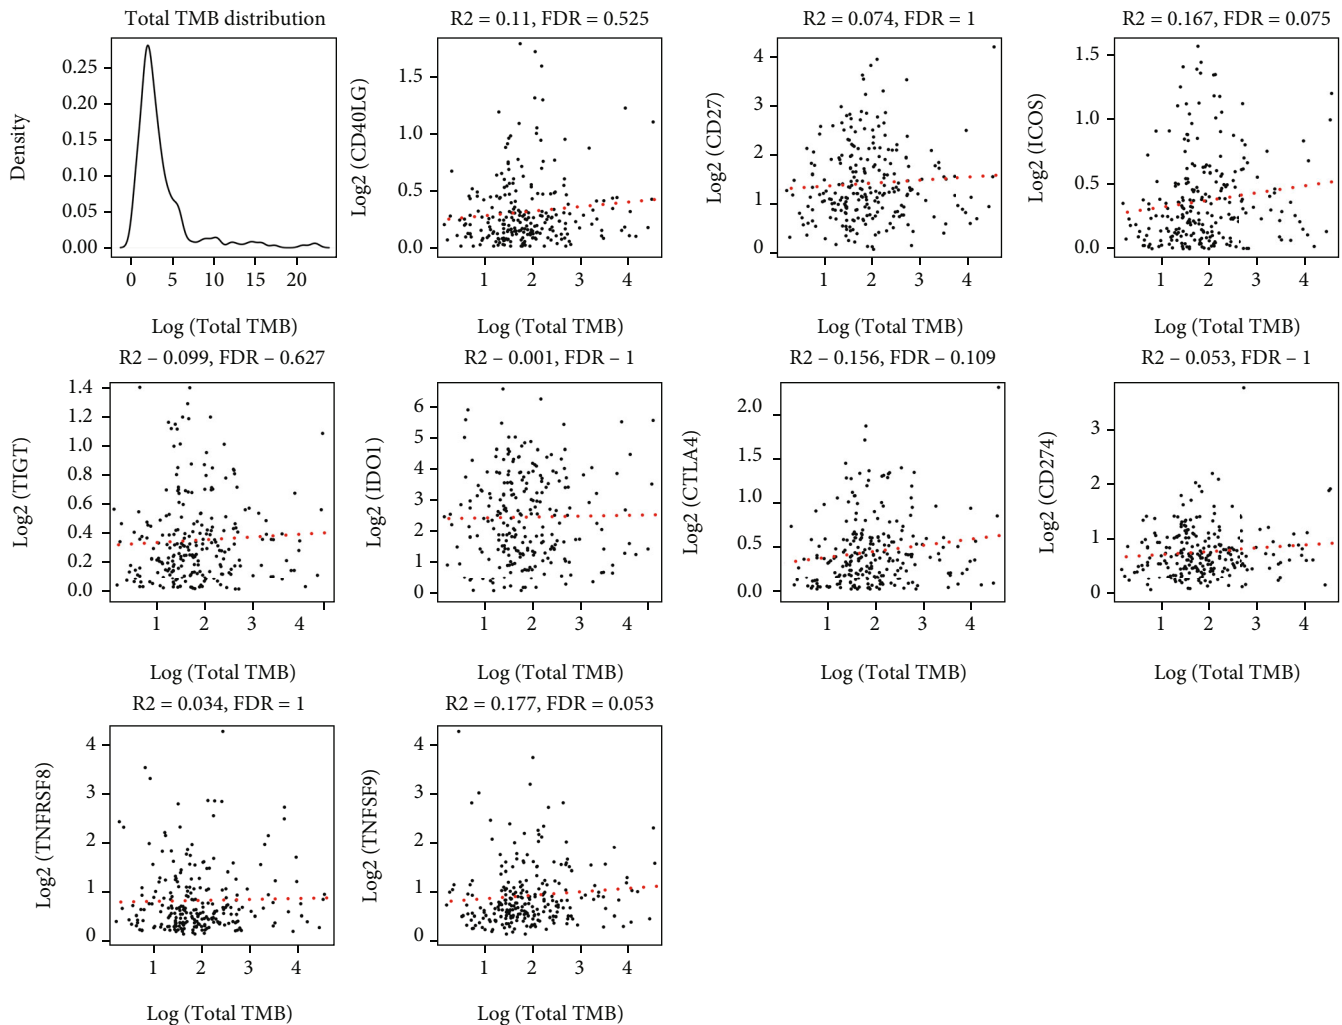 Total TMB distribution
Density
0.25
0.20
0.15
0.10
0.05
0.00
0 5 10 15 20
Log (Total TMB)
R2 = 0.11, FDR = 0.525
Log2 (CD40LG)
1.5
1.0
0.5
0.0
1 2 3 4
Log (Total TMB)
R2 = 0.074, FDR = 1
Log2 (CD27)
4
3
2
1
0
1 2 3 4
Log (Total TMB)
R2 = 0.167, FDR = 0.075
Log2 (ICOS)
1.5
1.0
0.5
0.0
1 2 3 4
Log (Total TMB)
R2 – 0.099, FDR – 0.627
Log2 (TIGT)
1.4
1.2
1.0
0.8
0.6
0.4
0.2
0.0
1 2 3 4
Log (Total TMB)
R2 – 0.001, FDR – 1
Log2 (IDO1)
6
5
4
3
2
1
0
1 2 3 4
Log (Total TMB)
R2 – 0.156, FDR – 0.109
Log2 (CTLA4)
2.0
1.5
1.0
0.5
0.0
1 2 3 4
Log (Total TMB)
R2 – 0.053, FDR – 1
Log2 (CD274)
3
2
1
0
1 2 3 4
Log (Total TMB)
R2 = 0.034, FDR = 1
Log2 (TNFRSF8)
4
3
2
1
0
1 2 3 4
Log (Total TMB)
R2 = 0.177, FDR = 0.053
Log2 (TNFSF9)
4
3
2
1
0
1 2 3 4
Log (Total TMB)